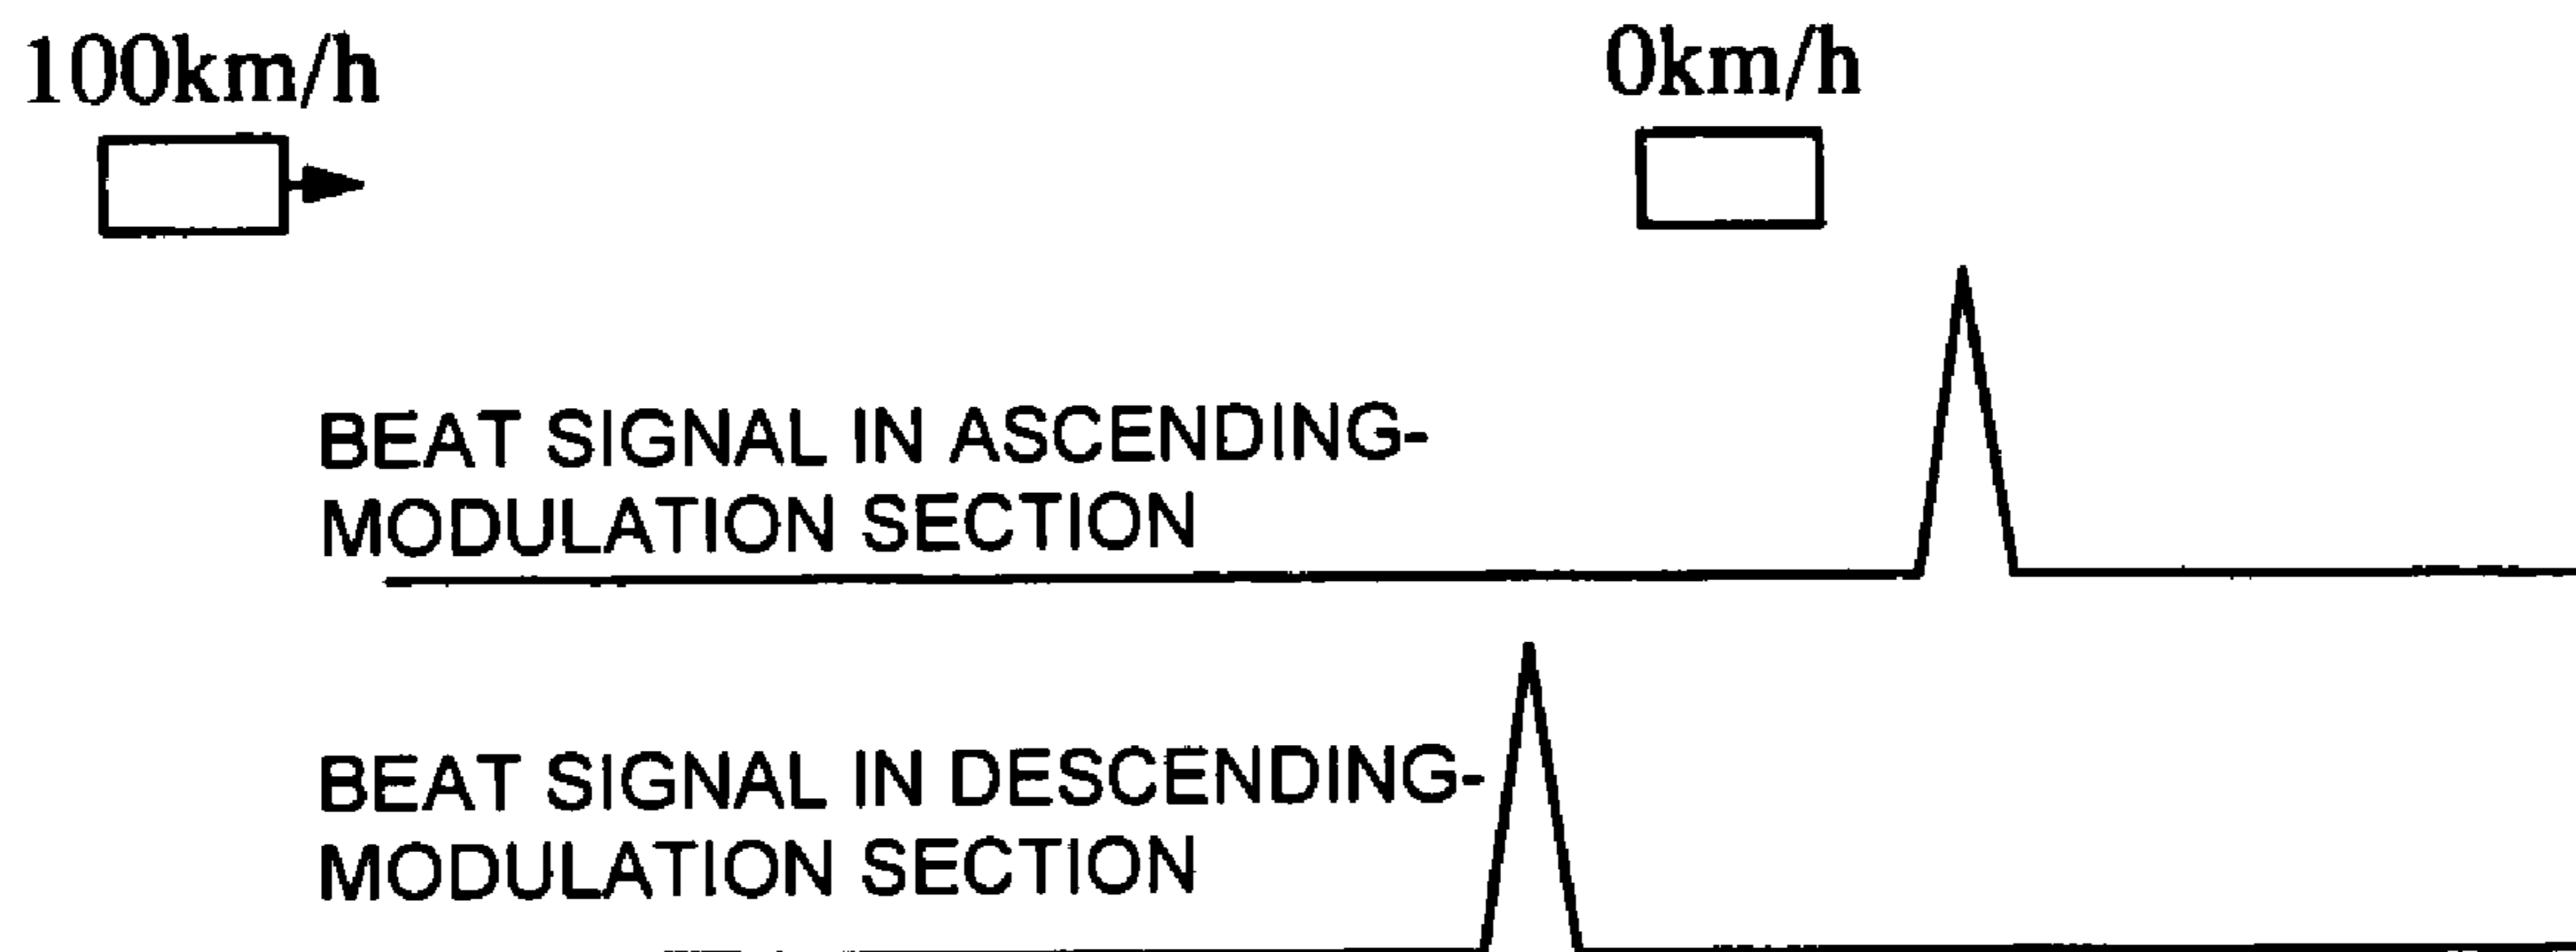 100km/h
0km/h
BEAT SIGNAL IN ASCENDING-
MODULATION SECTION
BEAT SIGNAL IN DESCENDING-
MODULATION SECTION